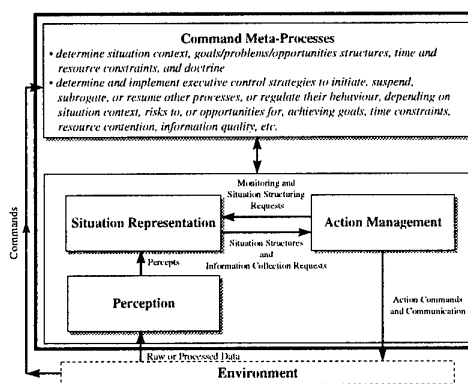 Command Meta-Processes
• determine situation context, goals/problems/opportunities structures, time and
resource constraints, and doctrine
• determine and implement executive control strategies to initiate, suspend,
subrogate, or resume other processes, or regulate their behaviour, depending on
situation context, risks to, or opportunities for, achieving goals, time constraints,
resource contention, information quality, etc.
Commands
Monitoring and
Situation Structuring
Requests
Situation Representation
Action Management
Situation Structures
and
Information Collection Requests
Percepts
Perception
Action Commands
and Communication
Raw or Processed Data
Environment